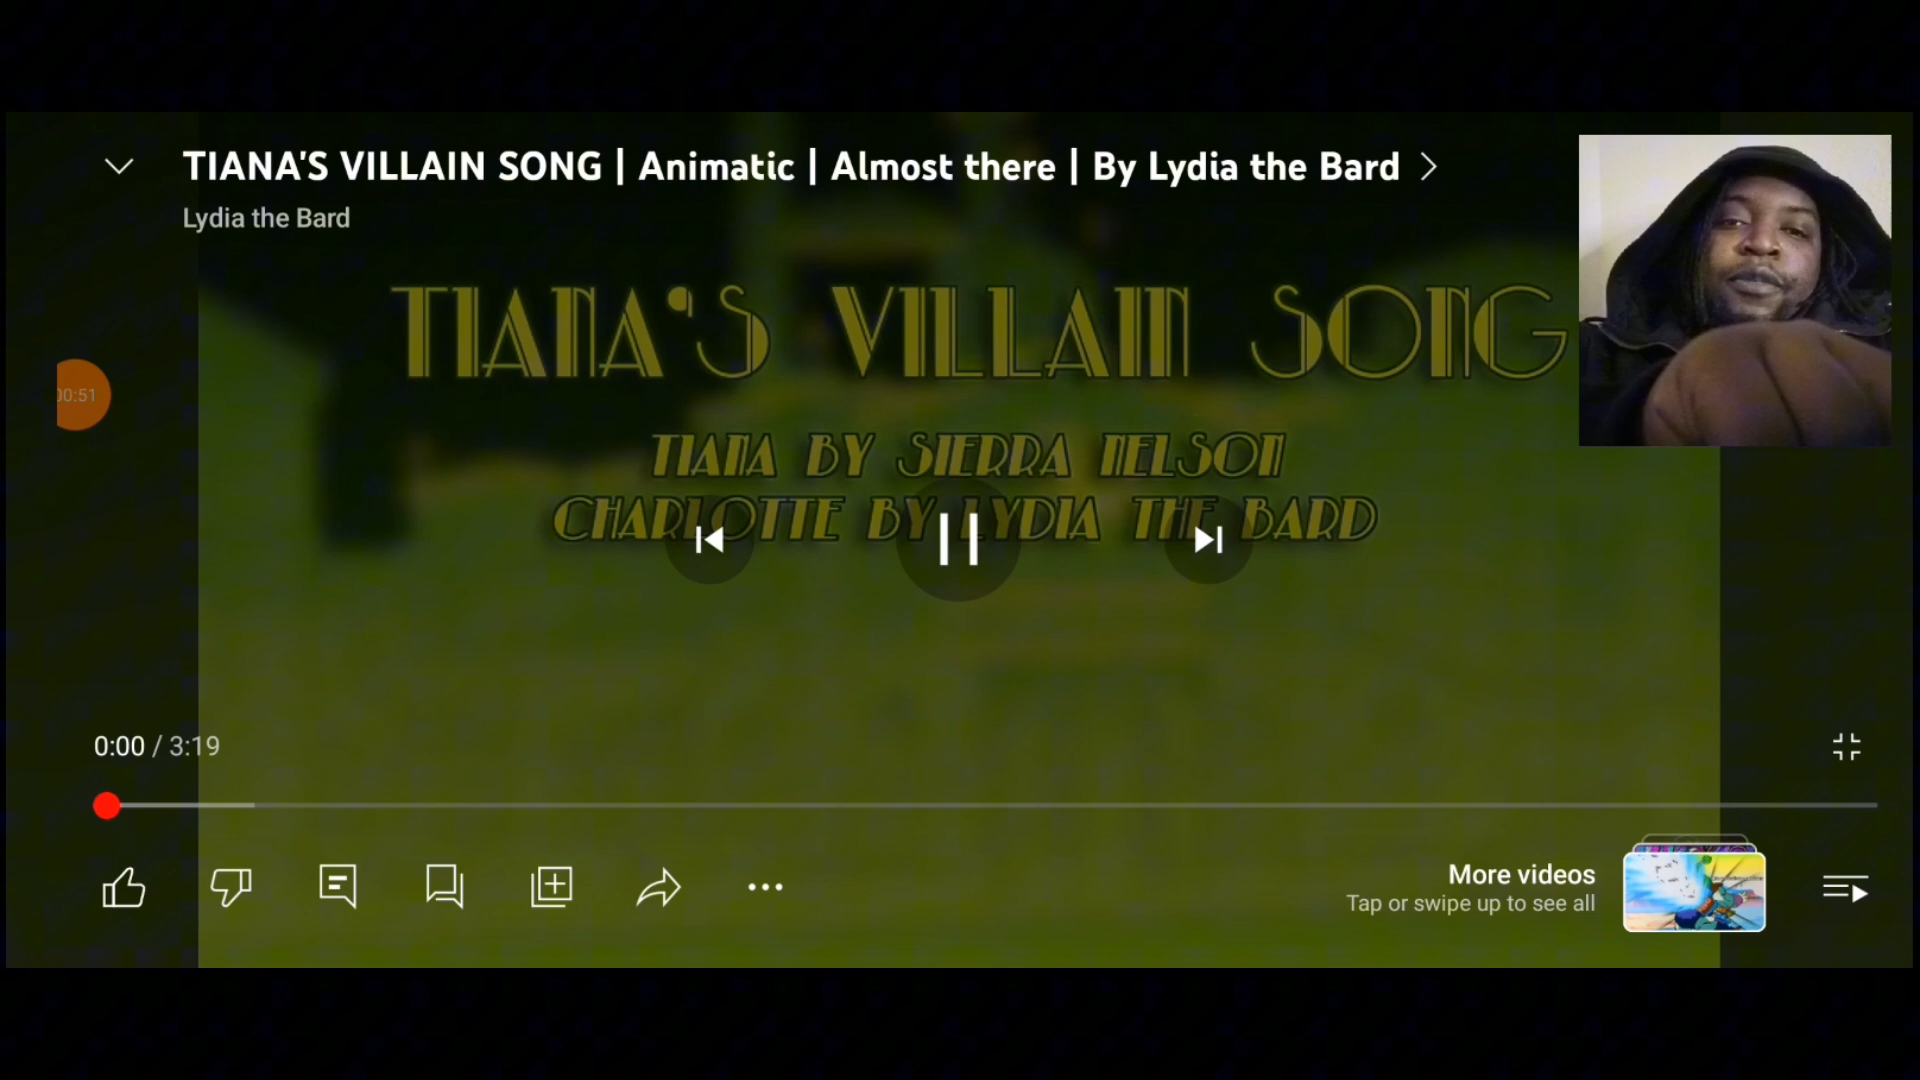 TIANA'S VILLAIN SONG | Animatic | Almost there | By Lydia the Bard
Lydia the Bard
TIANA'S VILLAIN SONG
00:51
TIANA BY SIERRA NELSON
CHARLOTTE BY LYDIA THE BARD
0:00 / 3:19
More videos
Tap or swipe up to see all